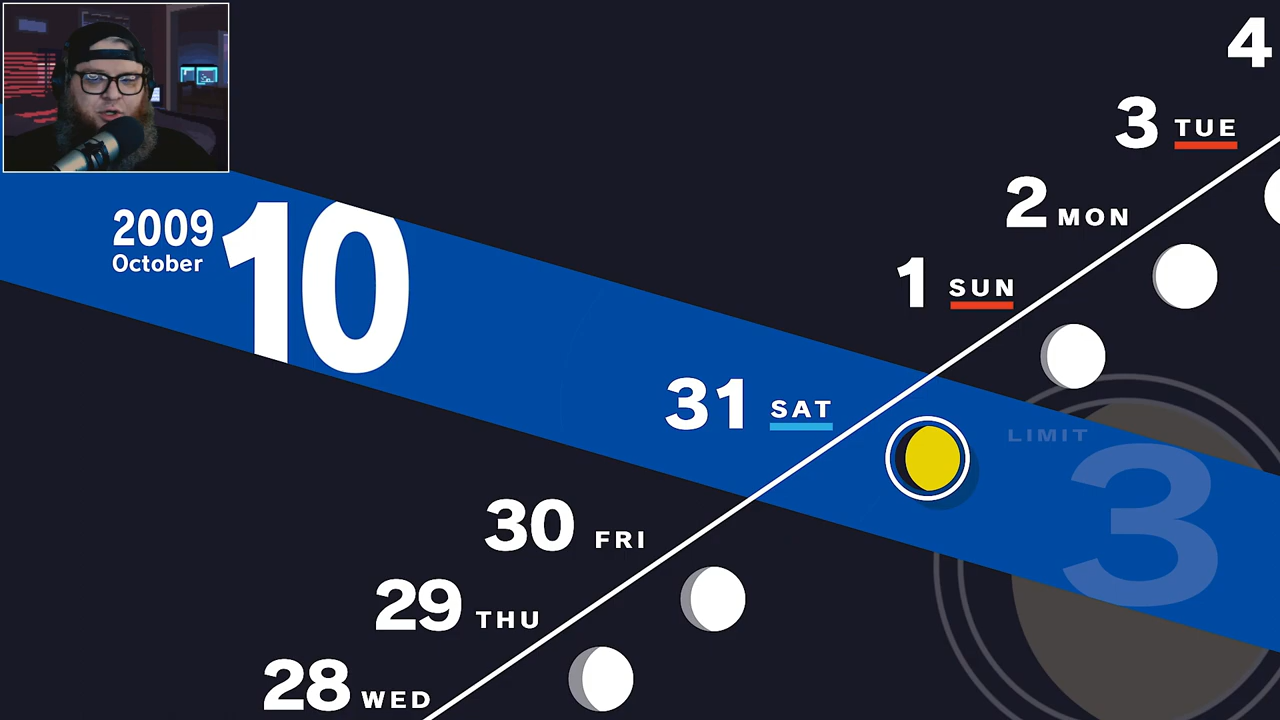 4
3 TUE
2 MON
1 SUN
2009
October
10
31 SAT
LIMIT
3
30 FRI
29 THU
28 WED